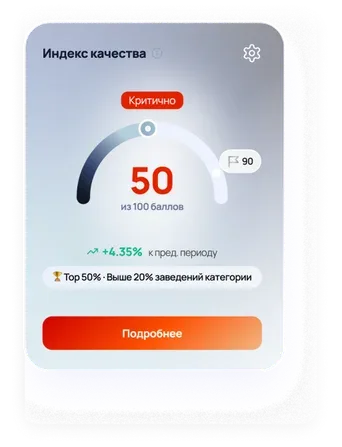 Индекс качества
Критично
90
50
из 100 баллов
+4.35% к пред. периоду
Top 50% · Выше 20% заведений категории
Подробнее